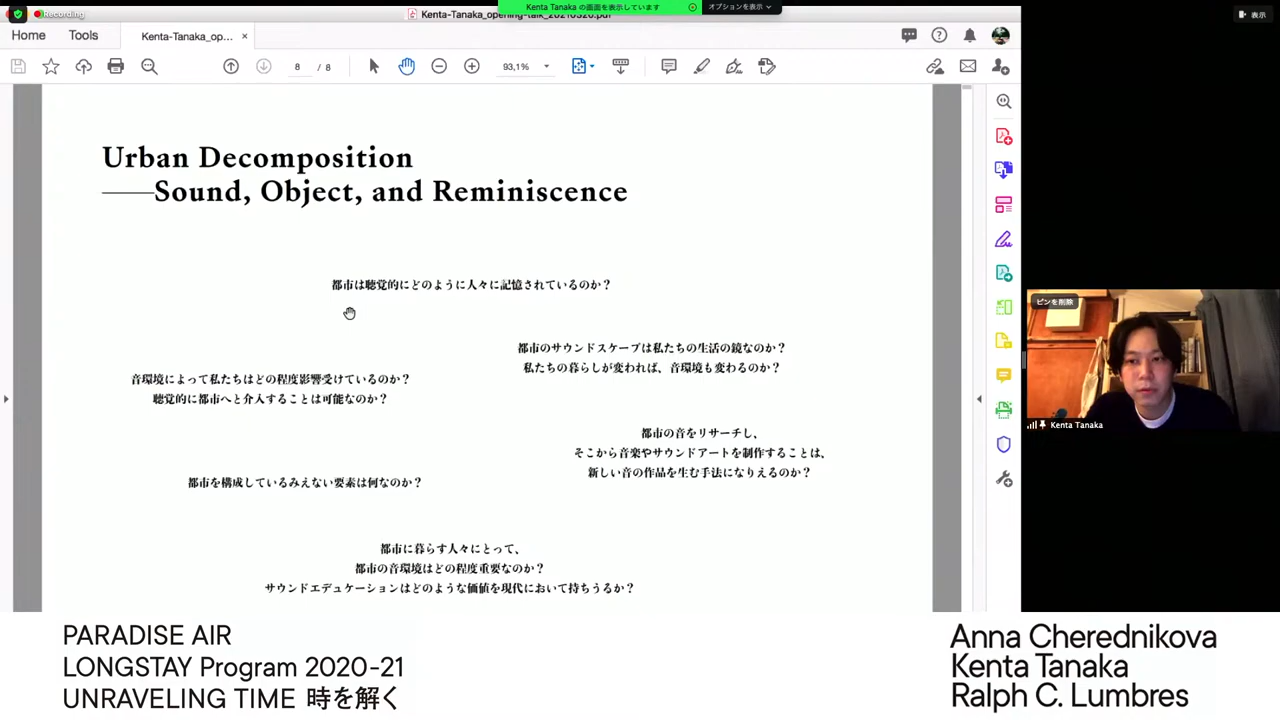 Recording
Kenta-Tanaka_opening-talk_20210320.pdf
Kenta Tanaka の画面を表示しています
オプションを表示
表示
Home
Tools
Kenta-Tanaka_op...
8 / 8
93,1%
Urban Decomposition
——Sound, Object, and Reminiscence
都市は聴覚的にどのように人々に記憶されているのか？
都市のサウンドスケープは私たちの生活の鏡なのか？
私たちの暮らしが変われば、音環境も変わるのか？
音環境によって私たちはどの程度影響受けているのか？
聴覚的に都市へと介入することは可能なのか？
都市の音をリサーチし、
そこから音楽やサウンドアートを制作することは、
新しい音の作品を生む手法になりえるのか？
都市を構成しているみえない要素は何なのか？
都市に暮らす人々にとって、
都市の音環境はどの程度重要なのか？
サウンドエデュケーションはどのような価値を現代において持ちうるか？
ピンを削除
Kenta Tanaka
PARADISE AIR
LONGSTAY Program 2020-21
UNRAVELING TIME 時を解く
Anna Cherednikova
Kenta Tanaka
Ralph C. Lumbres